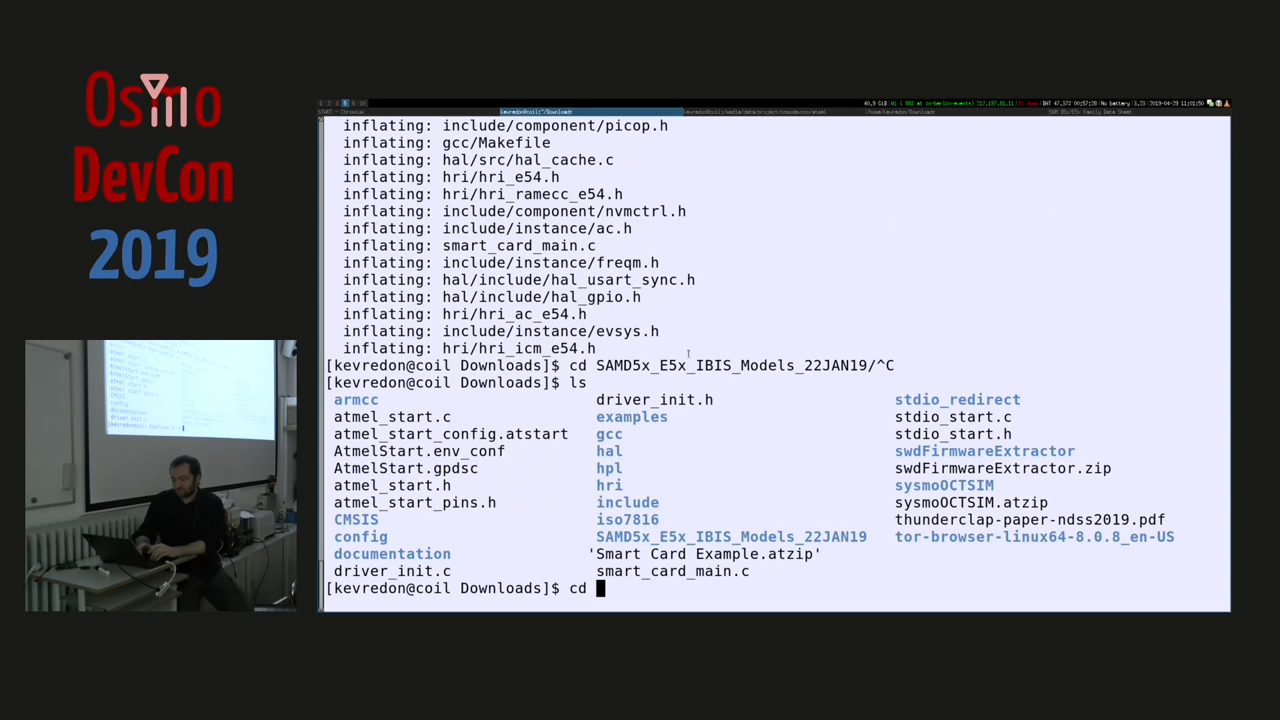 Osmo
DevCon
2019
inflating: include/component/picop.h
inflating: gcc/Makefile
inflating: hal/src/hal_cache.c
inflating: hri/hri_e54.h
inflating: hri/hri_ramecc_e54.h
inflating: include/component/nvmctrl.h
inflating: include/instance/ac.h
inflating: smart_card_main.c
inflating: include/instance/freqm.h
inflating: hal/include/hal_usart_sync.h
inflating: hal/include/hal_gpio.h
inflating: hri/hri_ac_e54.h
inflating: include/instance/evsys.h
inflating: hri/hri_icm_e54.h
[kevredon@coil Downloads]$ cd SAMD5x_E5x_IBIS_Models_22JAN19/^C
[kevredon@coil Downloads]$ ls
armcc driver_init.h stdio_redirect
atmel_start.c examples stdio_start.c
atmel_start_config.atstart gcc stdio_start.h
AtmelStart.env_conf hal swdFirmwareExtractor
AtmelStart.gpdsc hpl swdFirmwareExtractor.zip
atmel_start.h hri sysmoOCTSIM
atmel_start_pins.h include sysmoOCTSIM.atzip
CMSIS iso7816 thunderclap-paper-ndss2019.pdf
config SAMD5x_E5x_IBIS_Models_22JAN19 tor-browser-linux64-8.0.8_en-US
documentation 'Smart Card Example.atzip'
driver_init.c smart_card_main.c
[kevredon@coil Downloads]$ cd